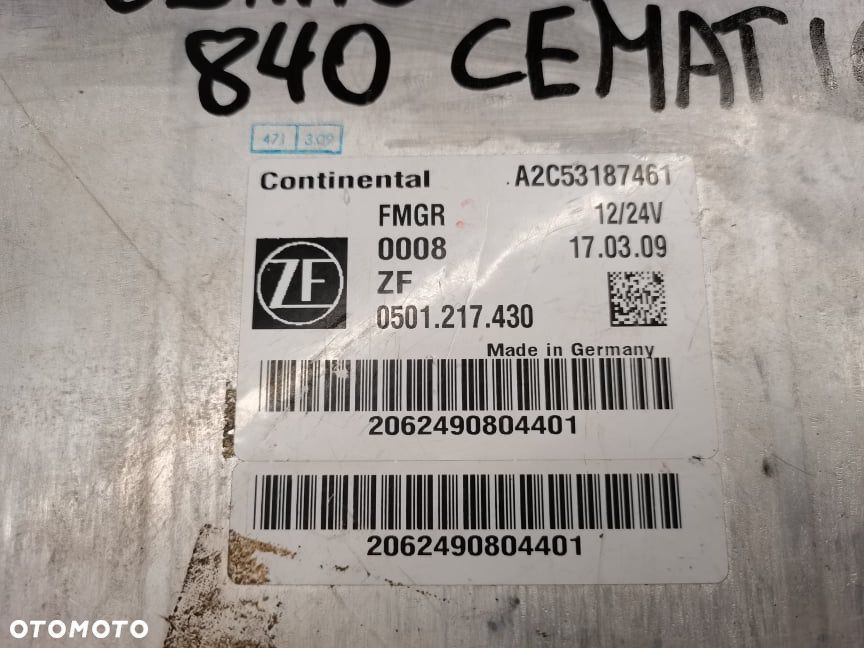 840 CEMATIC
471 3.09
Continental A2C53187461
FMGR 12/24V
0008 17.03.09
ZF
ZF
0501.217.430
Made in Germany
2062490804401
2062490804401
OTOMOTO